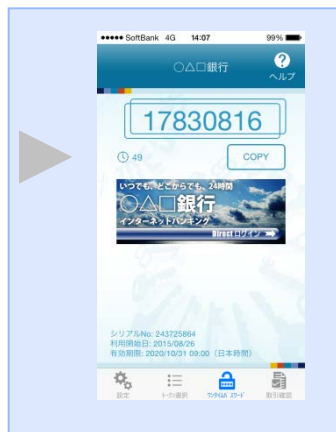 ●●●●● SoftBank 4G 14:07 99%
○△□銀行
? ヘルプ
17830816
49
COPY
いつでも、どこからでも、24時間
○△□銀行
インターネットバンキング
Direct ログイン
シリアルNo: 243725864
利用開始日: 2015/08/26
有効期限: 2020/10/31 09:00（日本時間）
設定 トークン選択 ワンタイムパスワード 取引確認